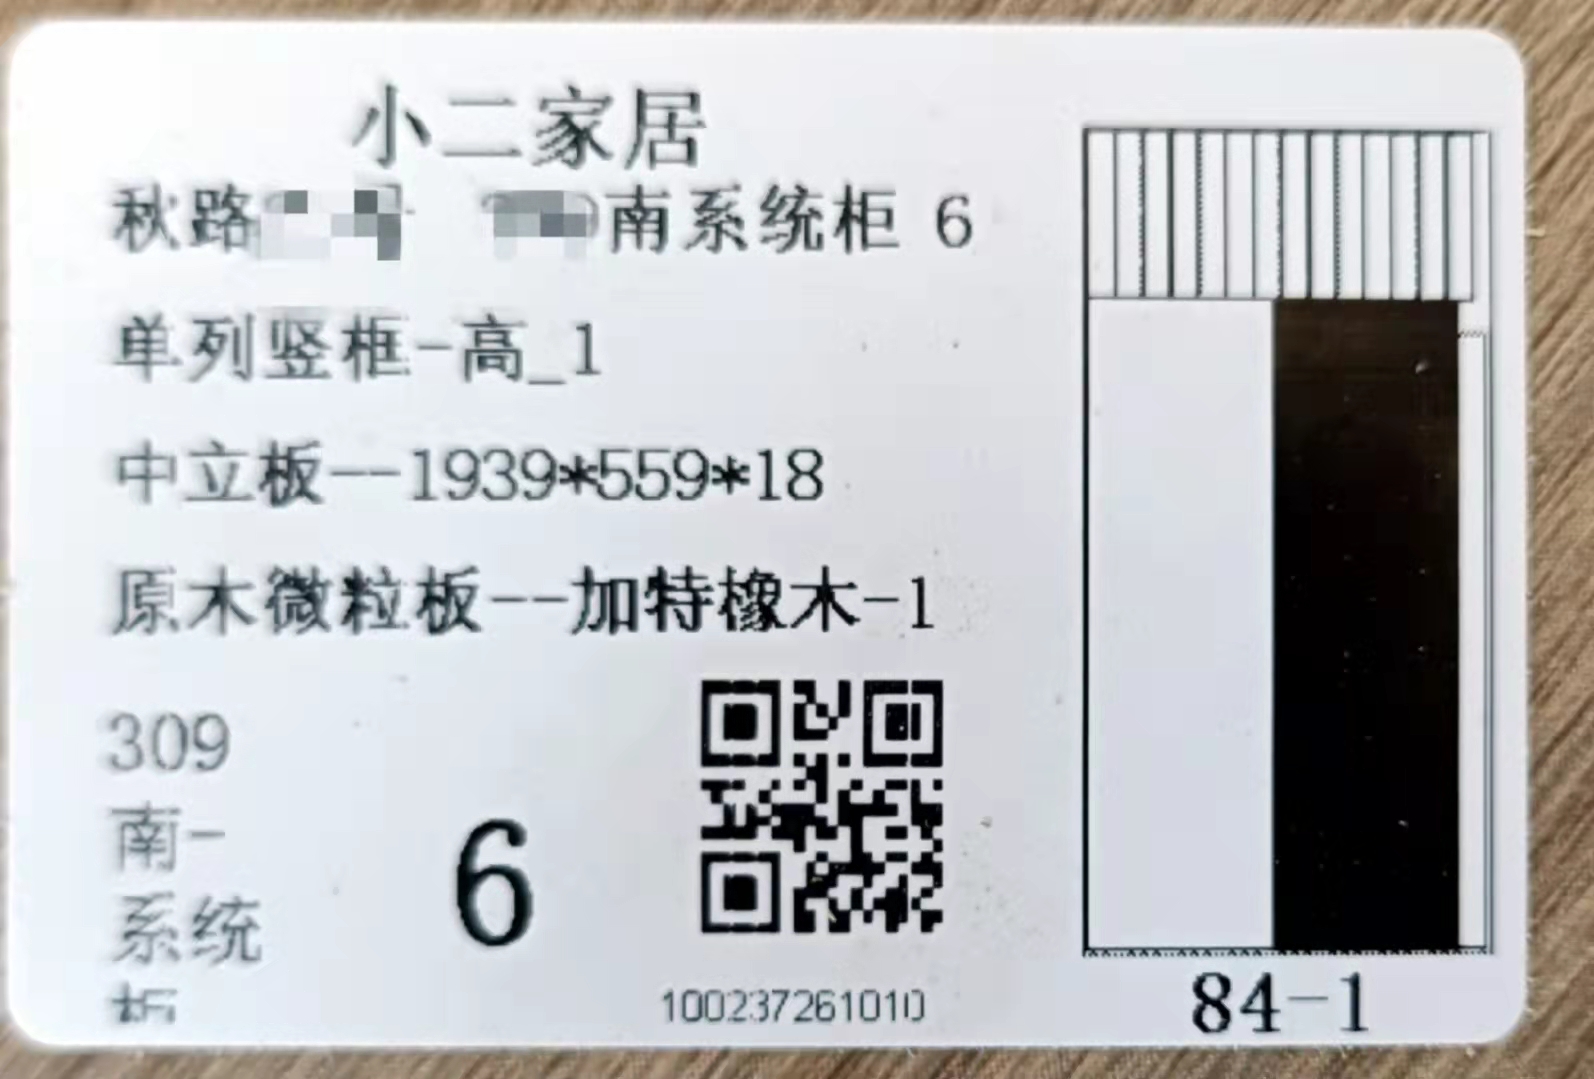 小二家居
秋路 南系统柜 6
单列竖框-高_1
中立板--1939*559*18
原木微粒板--加特橡木-1
309
南-
系统
6
100237261010
84-1